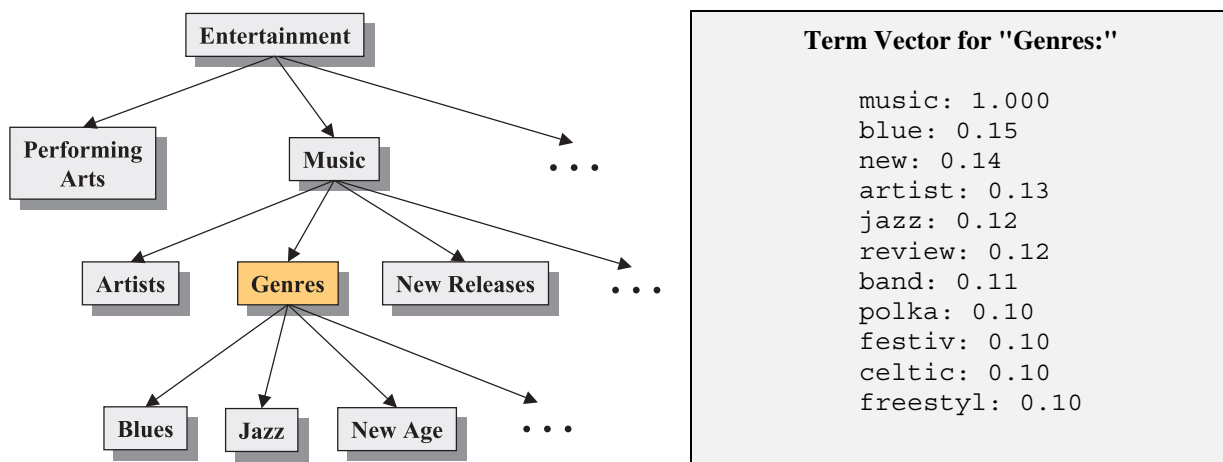 Entertainment
Performing
Arts
Music
. . .
Artists
Genres
New Releases
. . .
Blues
Jazz
New Age
. . .
Term Vector for "Genres:"
music: 1.000
blue: 0.15
new: 0.14
artist: 0.13
jazz: 0.12
review: 0.12
band: 0.11
polka: 0.10
festiv: 0.10
celtic: 0.10
freestyl: 0.10